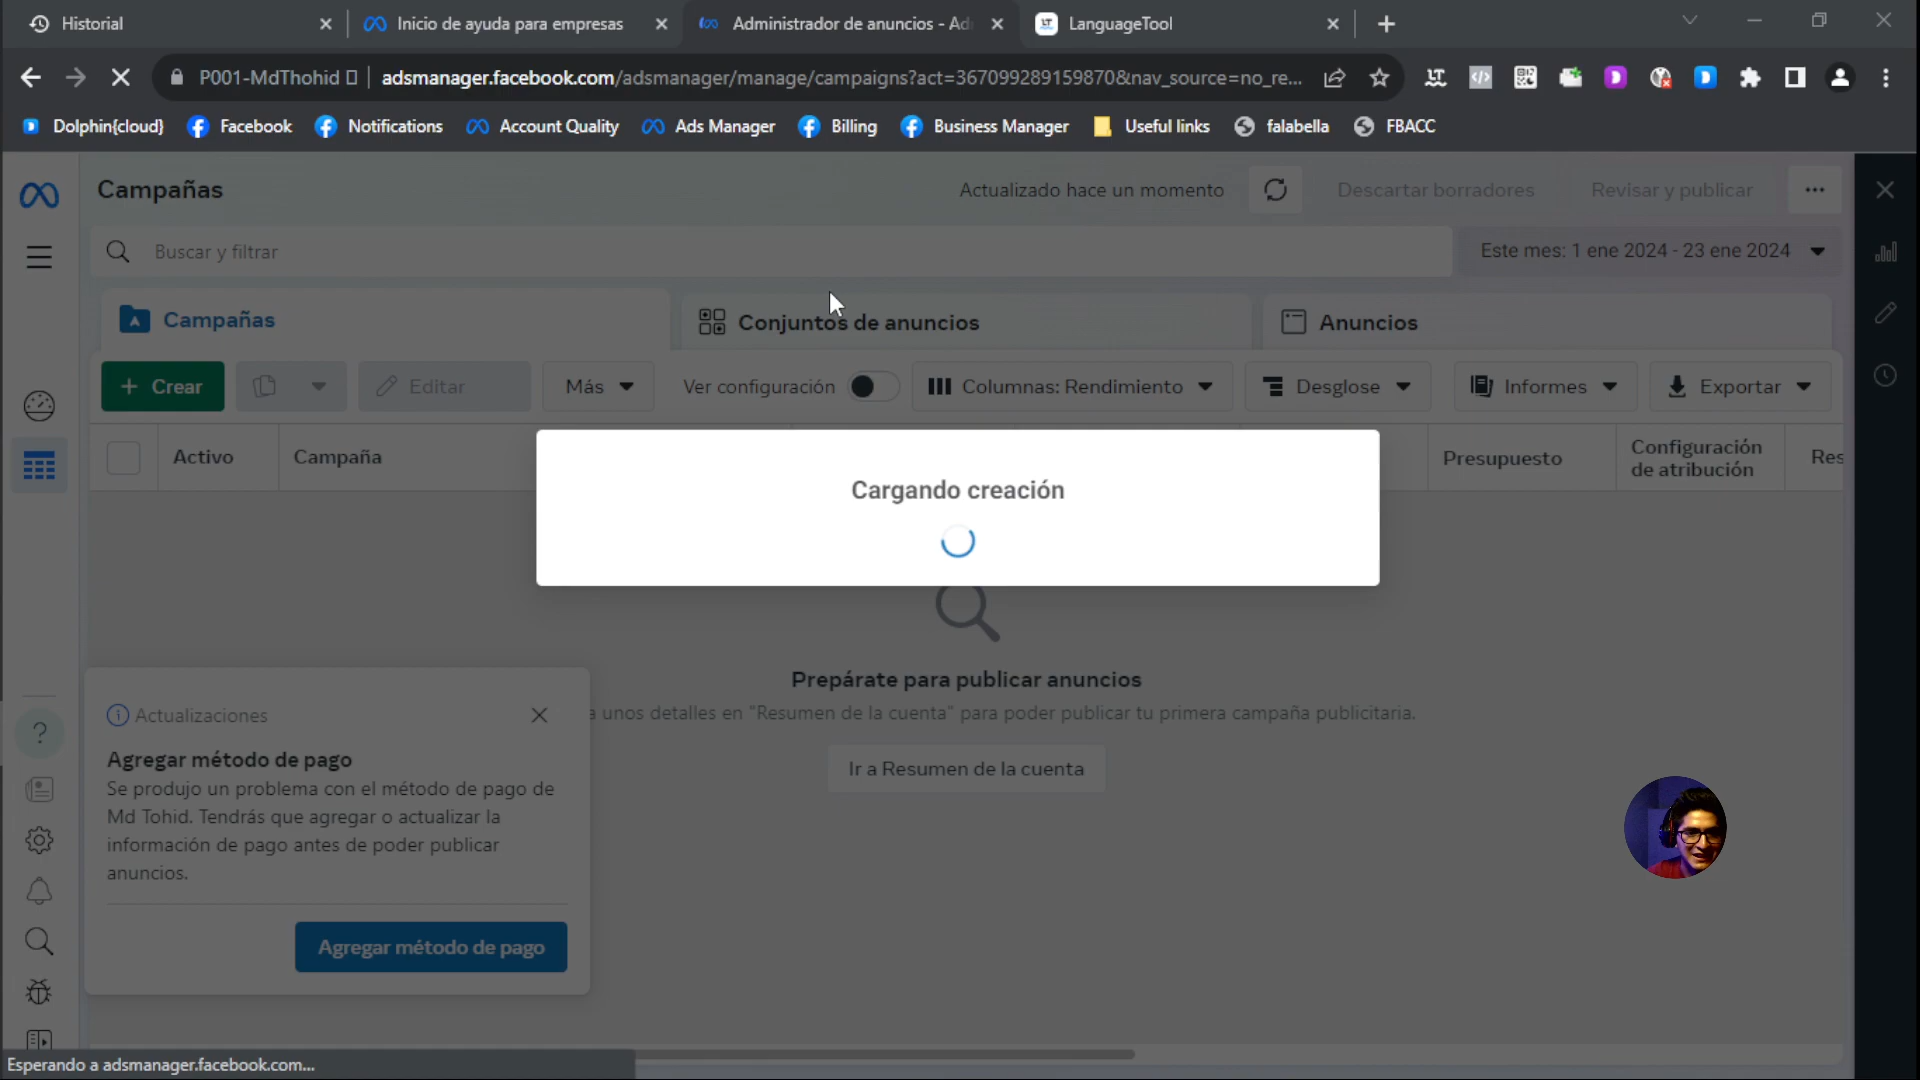 Historial
Inicio de ayuda para empresas
Administrador de anuncios - Ad
LanguageTool
P001-MdThohid
adsmanager.facebook.com/adsmanager/manage/campaigns?act=367099289159870&nav_source=no_re...
Dolphin{cloud}
Facebook
Notifications
Account Quality
Ads Manager
Billing
Business Manager
Useful links
falabella
FBACC
Campañas
Actualizado hace un momento
Descartar borradores
Revisar y publicar
Buscar y filtrar
Este mes: 1 ene 2024 - 23 ene 2024
Campañas
Conjuntos de anuncios
Anuncios
+ Crear
Editar
Más
Ver configuración
Columnas: Rendimiento
Desglose
Informes
Exportar
Activo
Campaña
Presupuesto
Configuración
de atribución
Res
Cargando creación
Prepárate para publicar anuncios
a unos detalles en "Resumen de la cuenta" para poder publicar tu primera campaña publicitaria.
Ir a Resumen de la cuenta
Actualizaciones
Agregar método de pago
Se produjo un problema con el método de pago de
Md Tohid. Tendrás que agregar o actualizar la
información de pago antes de poder publicar
anuncios.
Agregar método de pago
Esperando a adsmanager.facebook.com...